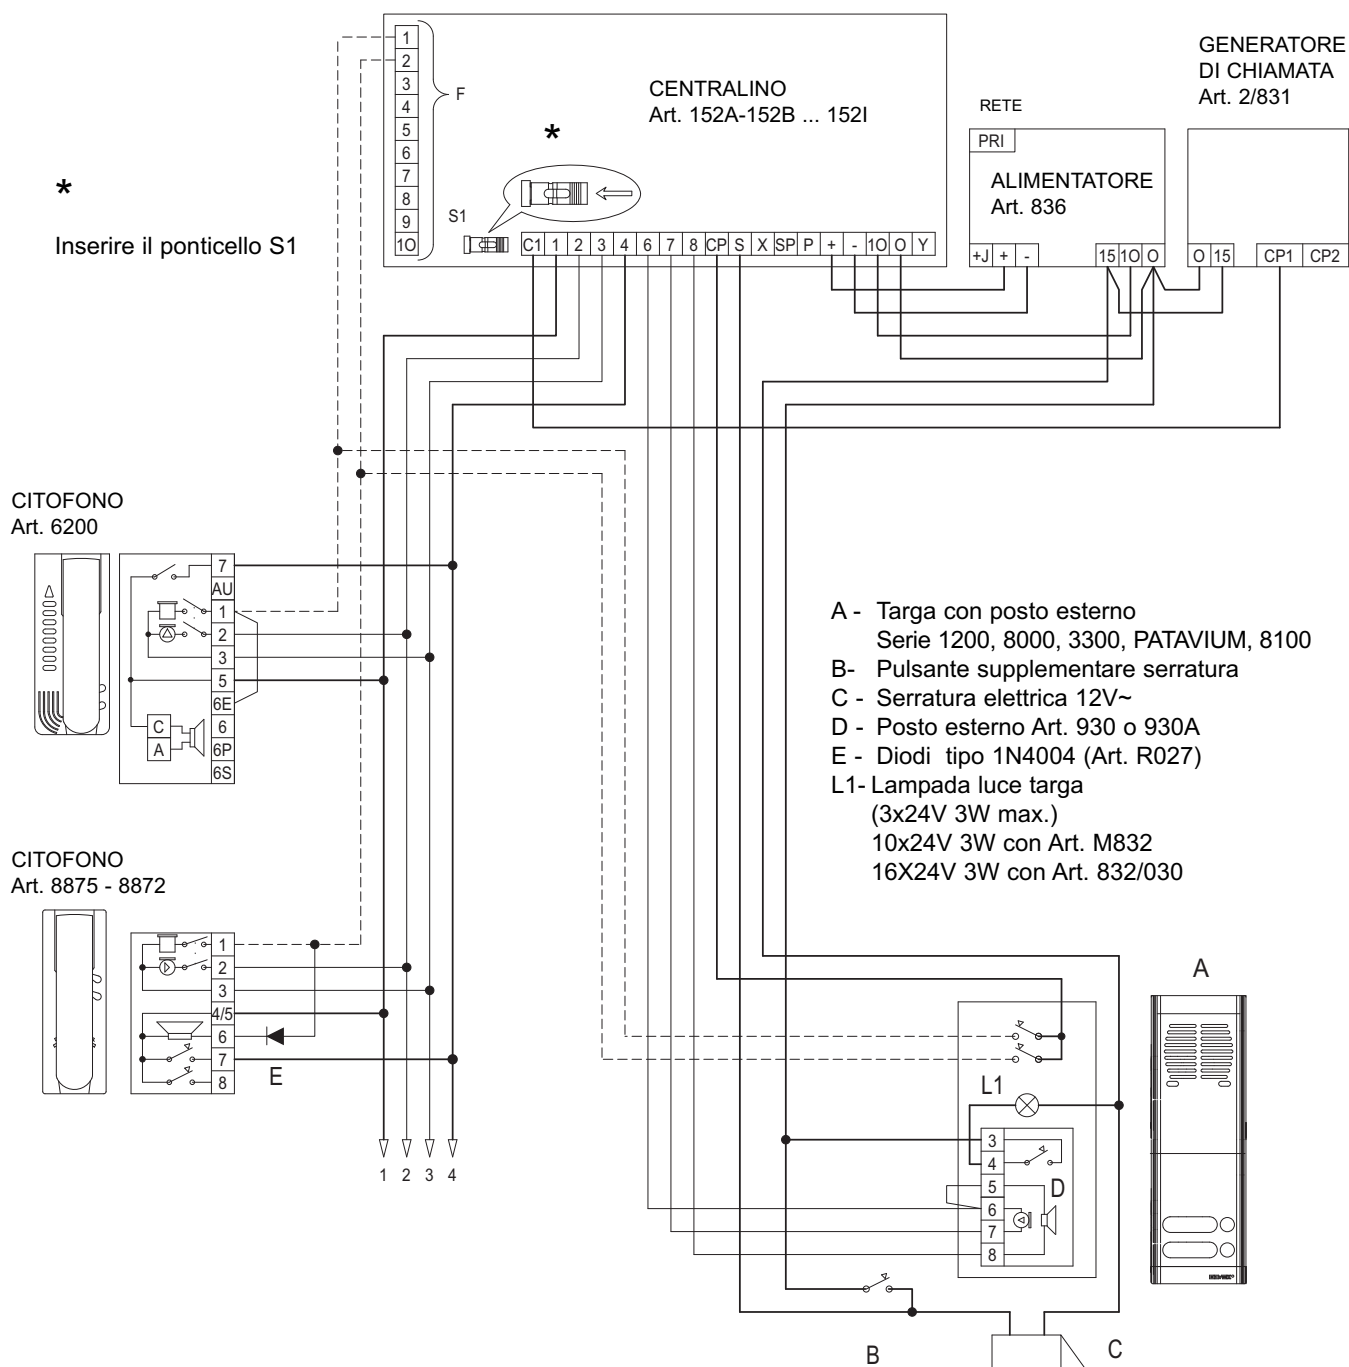 1
2
3
4
5
6
7
8
9
1O
F
CENTRALINO
Art. 152A-152B ... 152I
*
S1
C1 1 2 3 4 6 7 8 CP S X SP P + - 1O O Y
RETE
PRI
ALIMENTATORE
Art. 836
+J + - 15 1O O
GENERATORE
DI CHIAMATA
Art. 2/831
O 15 CP1 CP2
*
Inserire il ponticello S1
CITOFONO
Art. 6200
7
AU
1
2
3
5
6E
C 6
A 6P
6S
A - Targa con posto esterno
Serie 1200, 8000, 3300, PATAVIUM, 8100
B- Pulsante supplementare serratura
C - Serratura elettrica 12V~
D - Posto esterno Art. 930 o 930A
E - Diodi tipo 1N4004 (Art. R027)
L1- Lampada luce targa
(3x24V 3W max.)
10x24V 3W con Art. M832
16X24V 3W con Art. 832/030
CITOFONO
Art. 8875 - 8872
1
2
3
4/5
6
7
8
E
1 2 3 4
A
L1
3
4
5
D
6
7
8
B
C